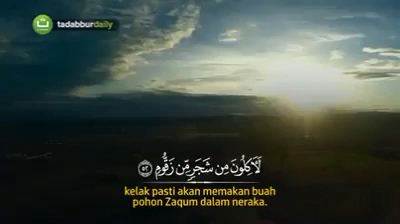 tadabburdaily
لَآكِلُونَ مِن شَجَرٍ مِّن زَقُّومٍ ٥٢
kelak pasti akan memakan buah
pohon Zaqum dalam neraka.